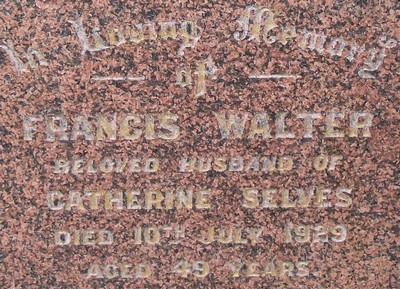 In Loving Memory
of
FRANCIS WALTER
BELOVED HUSBAND OF
CATHERINE SELVES
DIED 10TH JULY 1929
AGED 49 YEARS